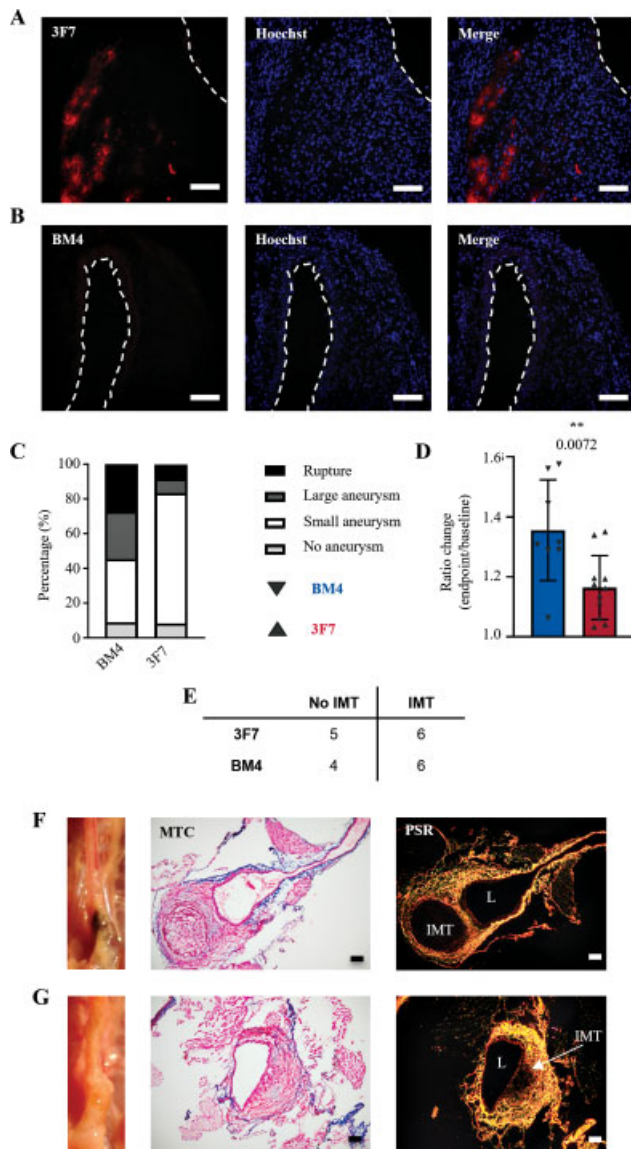 A
3F7
Hoechst
Merge
B
BM4
Hoechst
Merge
C
Percentage (%)
100
80
60
40
20
0
BM4
3F7
Rupture
Large aneurysm
Small aneurysm
No aneurysm
BM4
3F7
D
**
0.0072
Ratio change
(endpoint/baseline)
1.6
1.4
1.2
1.0
E
No IMT IMT
3F7 5 6
BM4 4 6
F
MTC
PSR
L
IMT
G
IMT
L